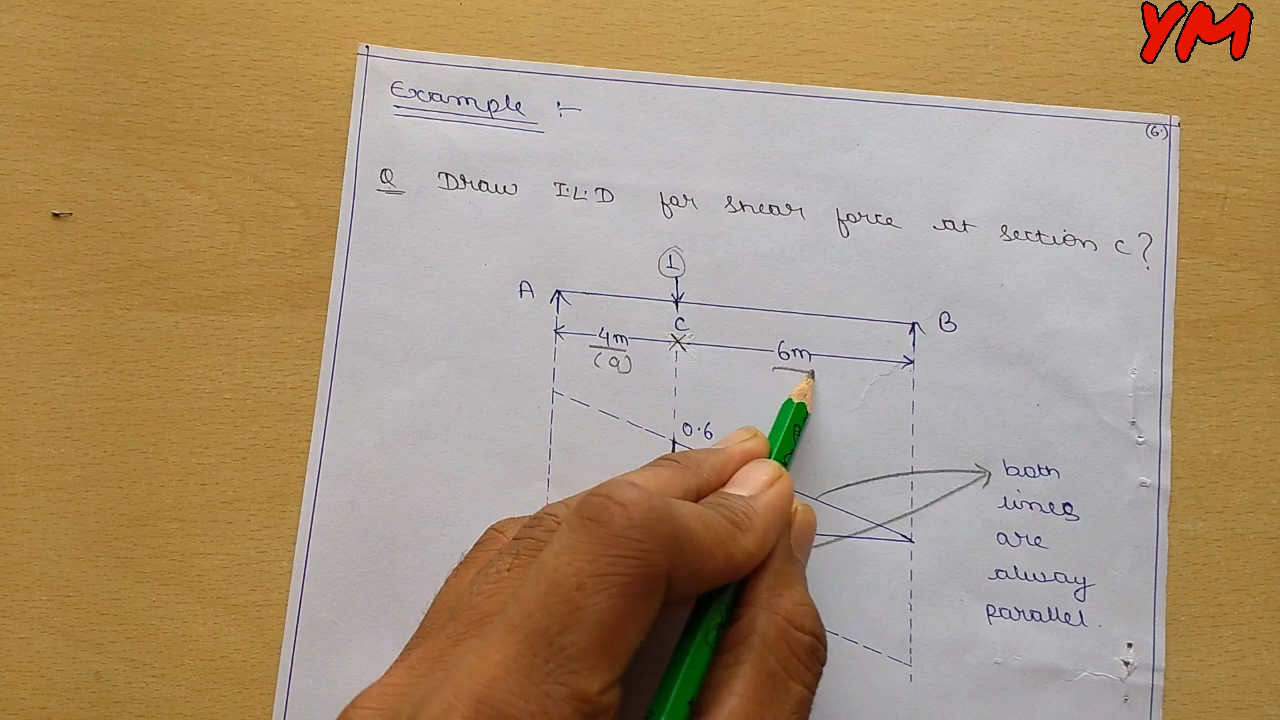 YM
Example :-
(6.)
Q Draw I.L.D for shear force at section C?
1
A
B
C
4m
(a)
6m
0.6
both
lines
are
alway
parallel.